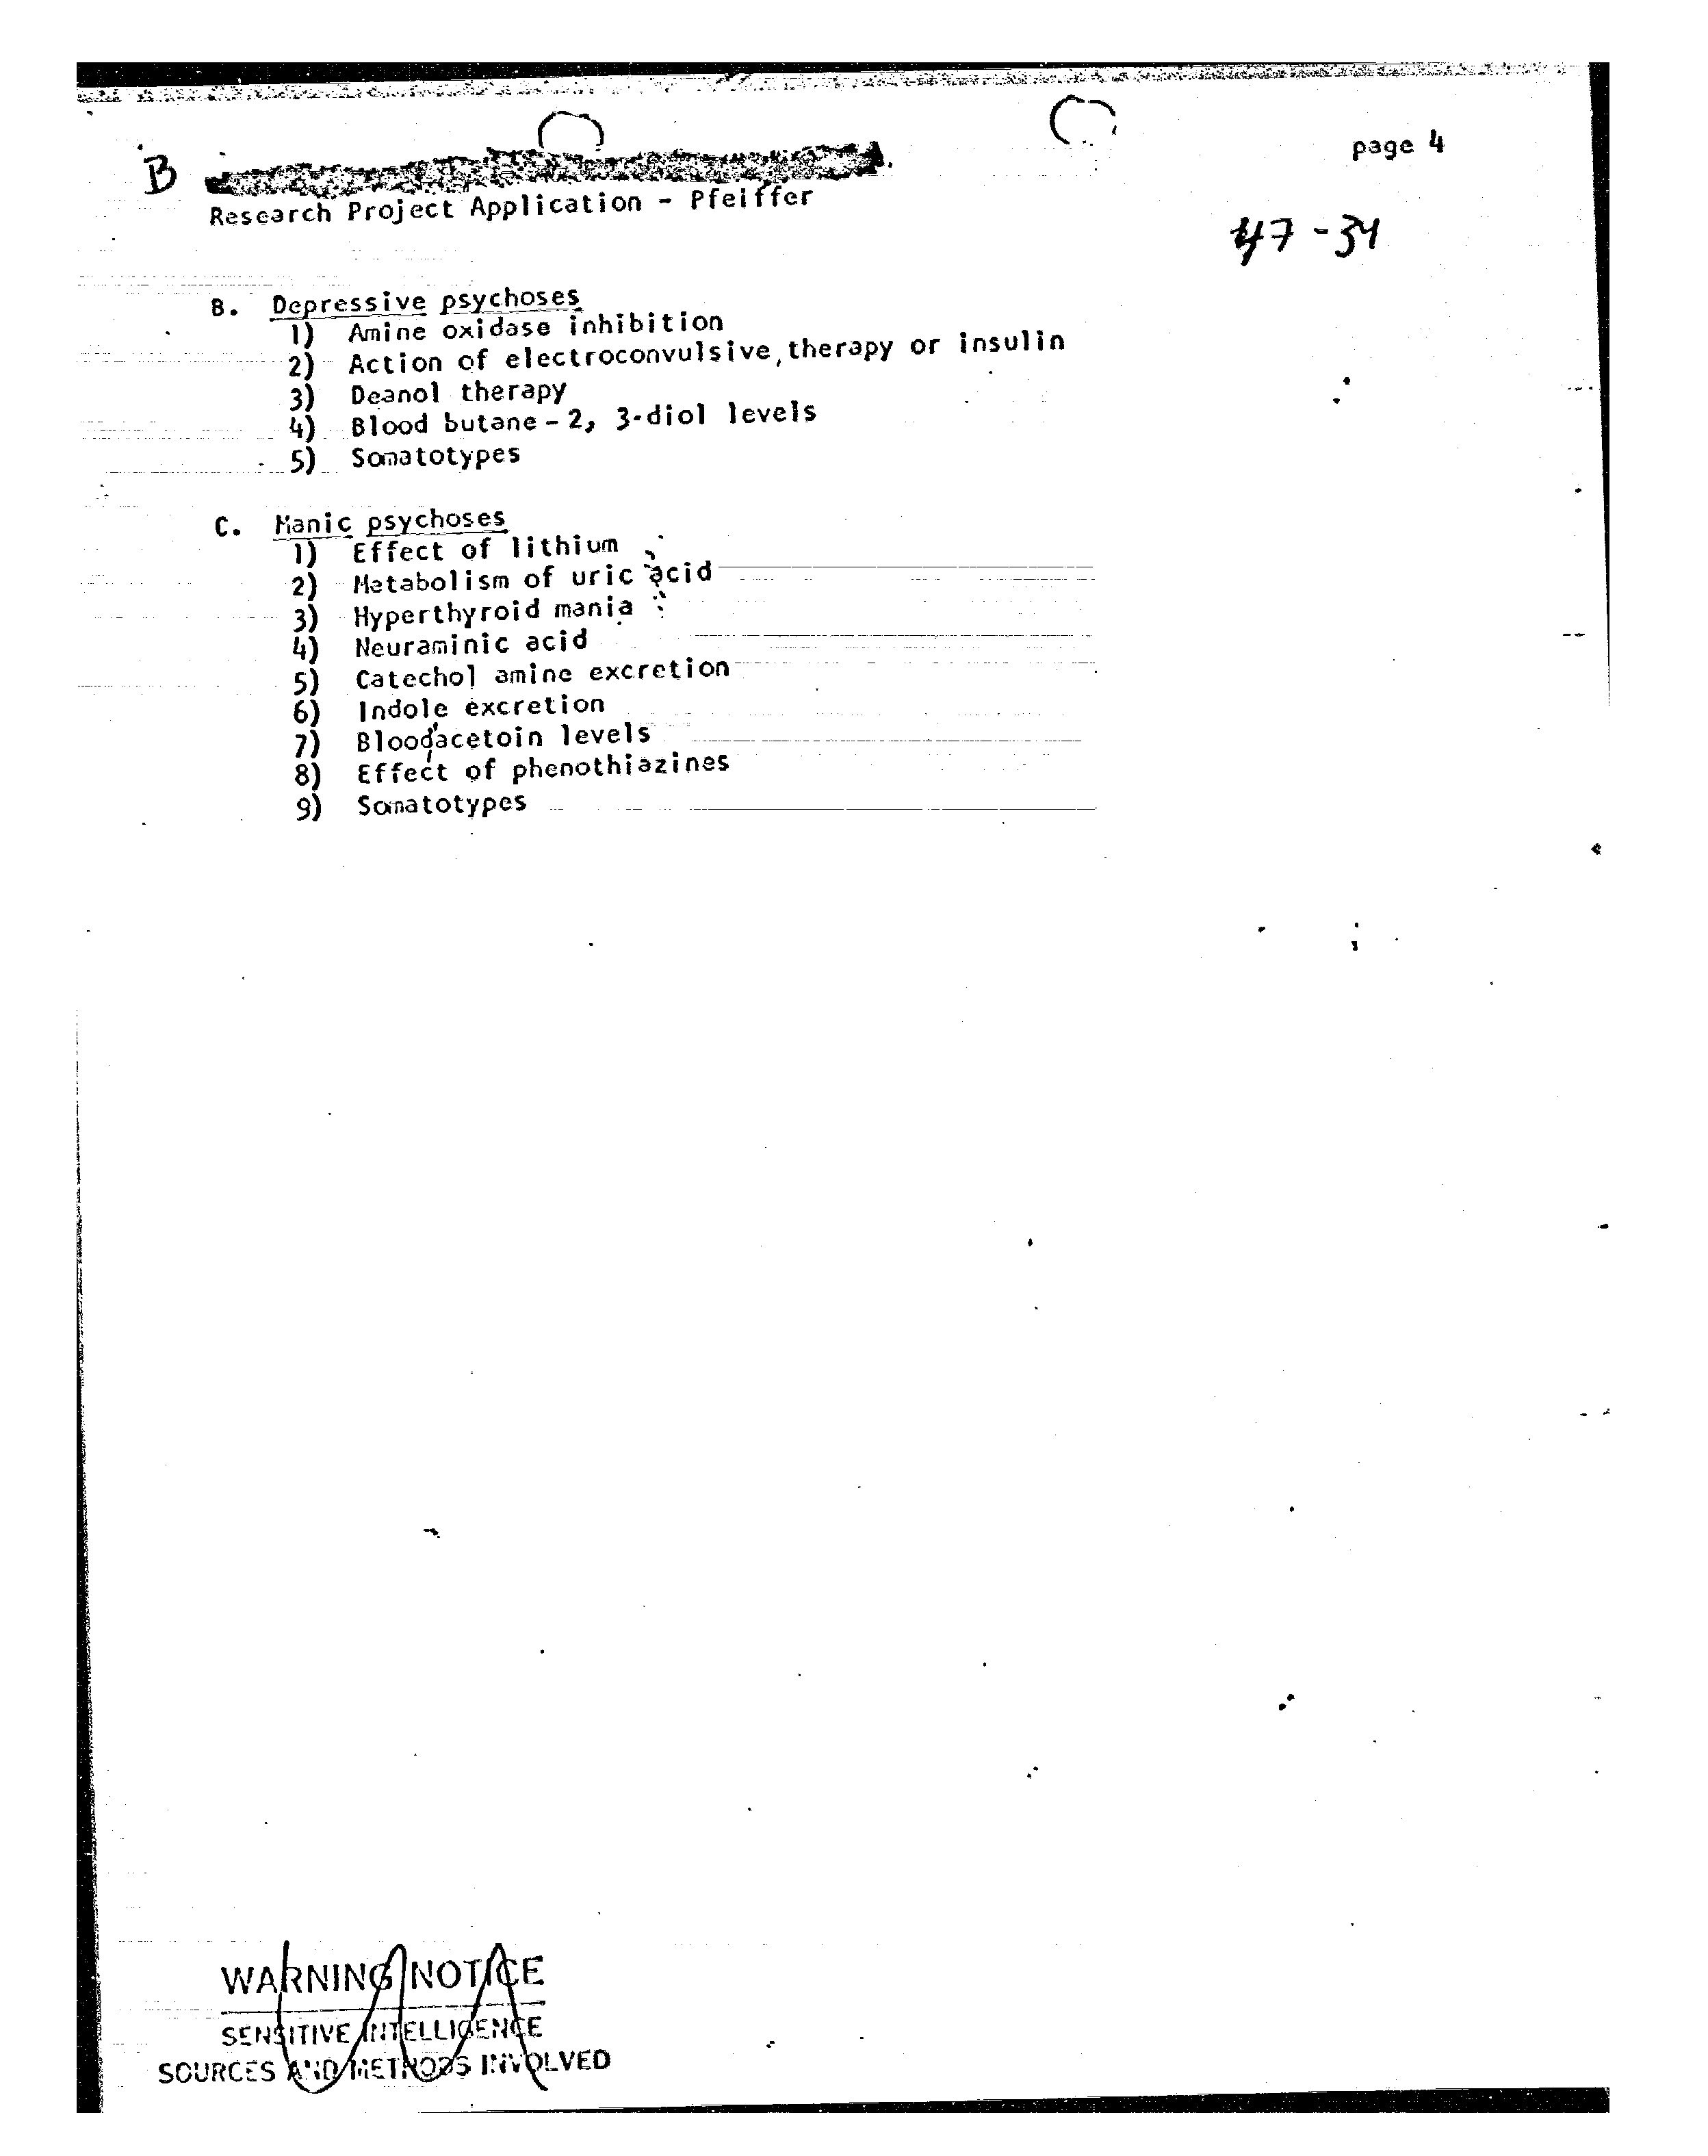 B
page 4
Research Project Application - Pfeiffer
47-34
B. Depressive psychoses
1) Amine oxidase inhibition
2) Action of electroconvulsive, therapy or insulin
3) Deanol therapy
4) Blood butane - 2, 3-diol levels
5) Somatotypes
C. Manic psychoses
1) Effect of lithium
2) Metabolism of uric acid
3) Hyperthyroid mania
4) Neuraminic acid
5) Catechol amine excretion
6) Indole excretion
7) Blood acetoin levels
8) Effect of phenothiazines
9) Somatotypes
WARNING NOTICE
SENSITIVE INTELLIGENCE
SOURCES AND METHODS INVOLVED